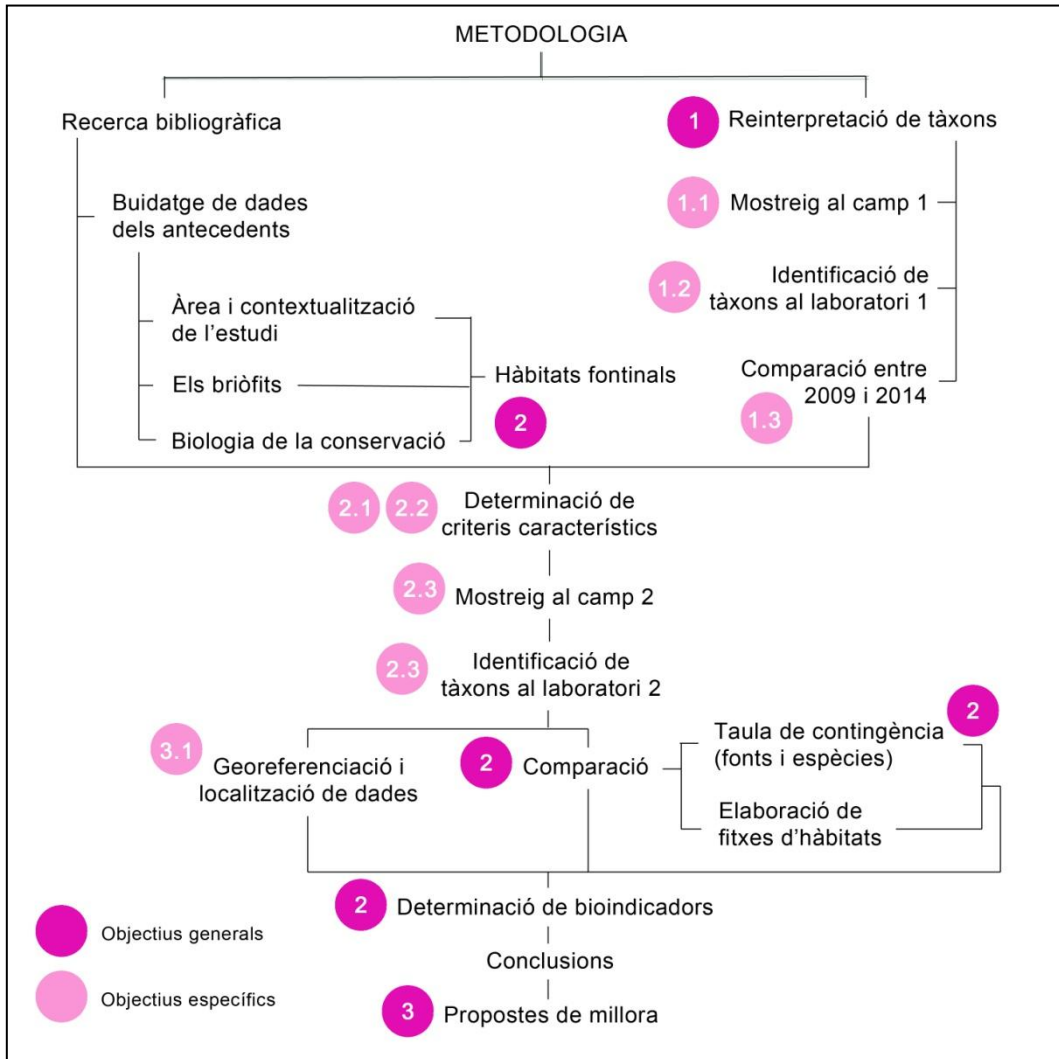 METODOLOGIA
Recerca bibliogràfica
1
Reinterpretació de tàxons
Buidatge de dades
dels antecedents
1.1
Mostreig al camp 1
1.2
Identificació de
tàxons al laboratori 1
Àrea i contextualització
de l'estudi
Els briòfits
Biologia de la conservació
Hàbitats fontinals
2
Comparació entre
2009 i 2014
1.3
2.1
2.2
Determinació de
criteris característics
2.3
Mostreig al camp 2
2.3
Identificació de
tàxons al laboratori 2
3.1
Georeferenciació i
localització de dades
2
Comparació
2
Taula de contingència
(fonts i espècies)
Elaboració de
fitxes d'hàbitats
2
Determinació de bioindicadors
Objectius generals
Conclusions
Objectius específics
3
Propostes de millora